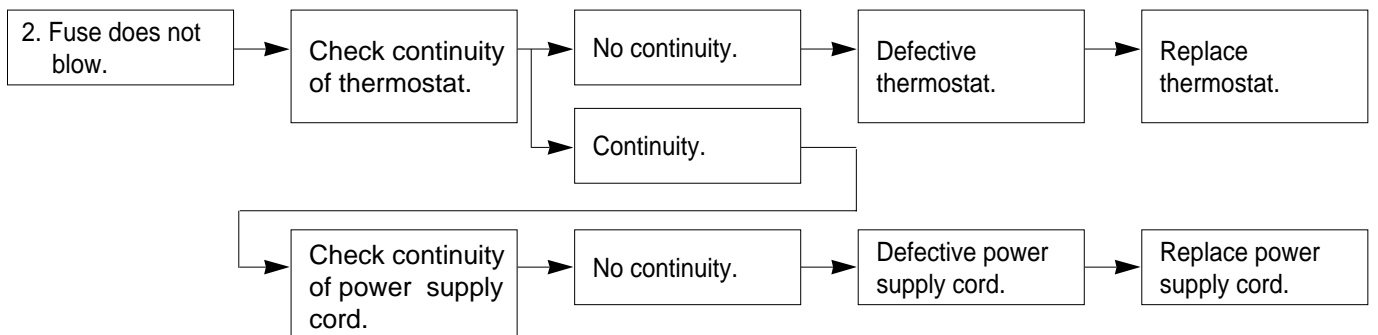 2. Fuse does not
blow.
Check continuity
of thermostat.
No continuity.
Defective
thermostat.
Replace
thermostat.
Continuity.
Check continuity
of power supply
cord.
No continuity.
Defective power
supply cord.
Replace power
supply cord.